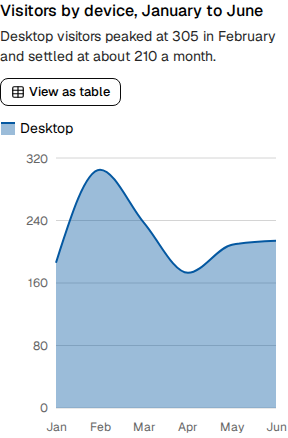 Visitors by device, January to June
Desktop visitors peaked at 305 in February
and settled at about 210 a month.
View as table
Desktop
320
240
160
80
0
Jan Feb Mar Apr May Jun